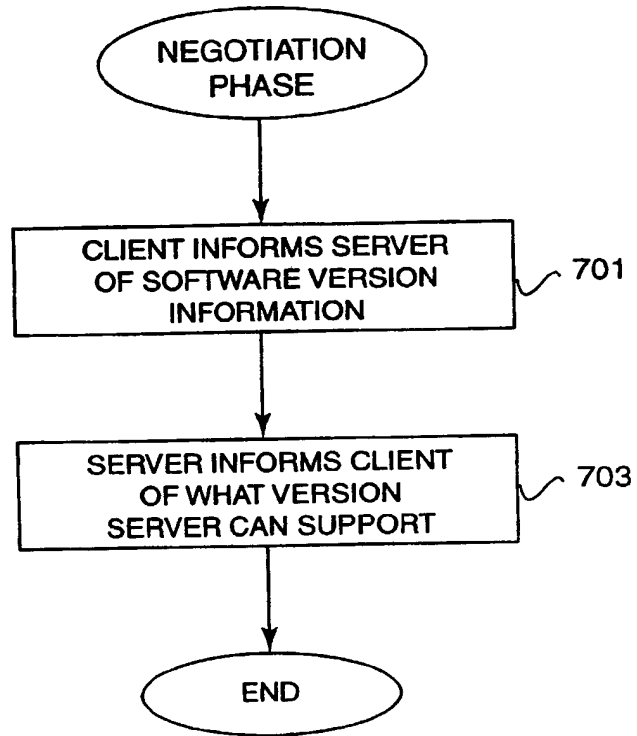 NEGOTIATION
PHASE
CLIENT INFORMS SERVER
OF SOFTWARE VERSION
INFORMATION
701
SERVER INFORMS CLIENT
OF WHAT VERSION
SERVER CAN SUPPORT
703
END